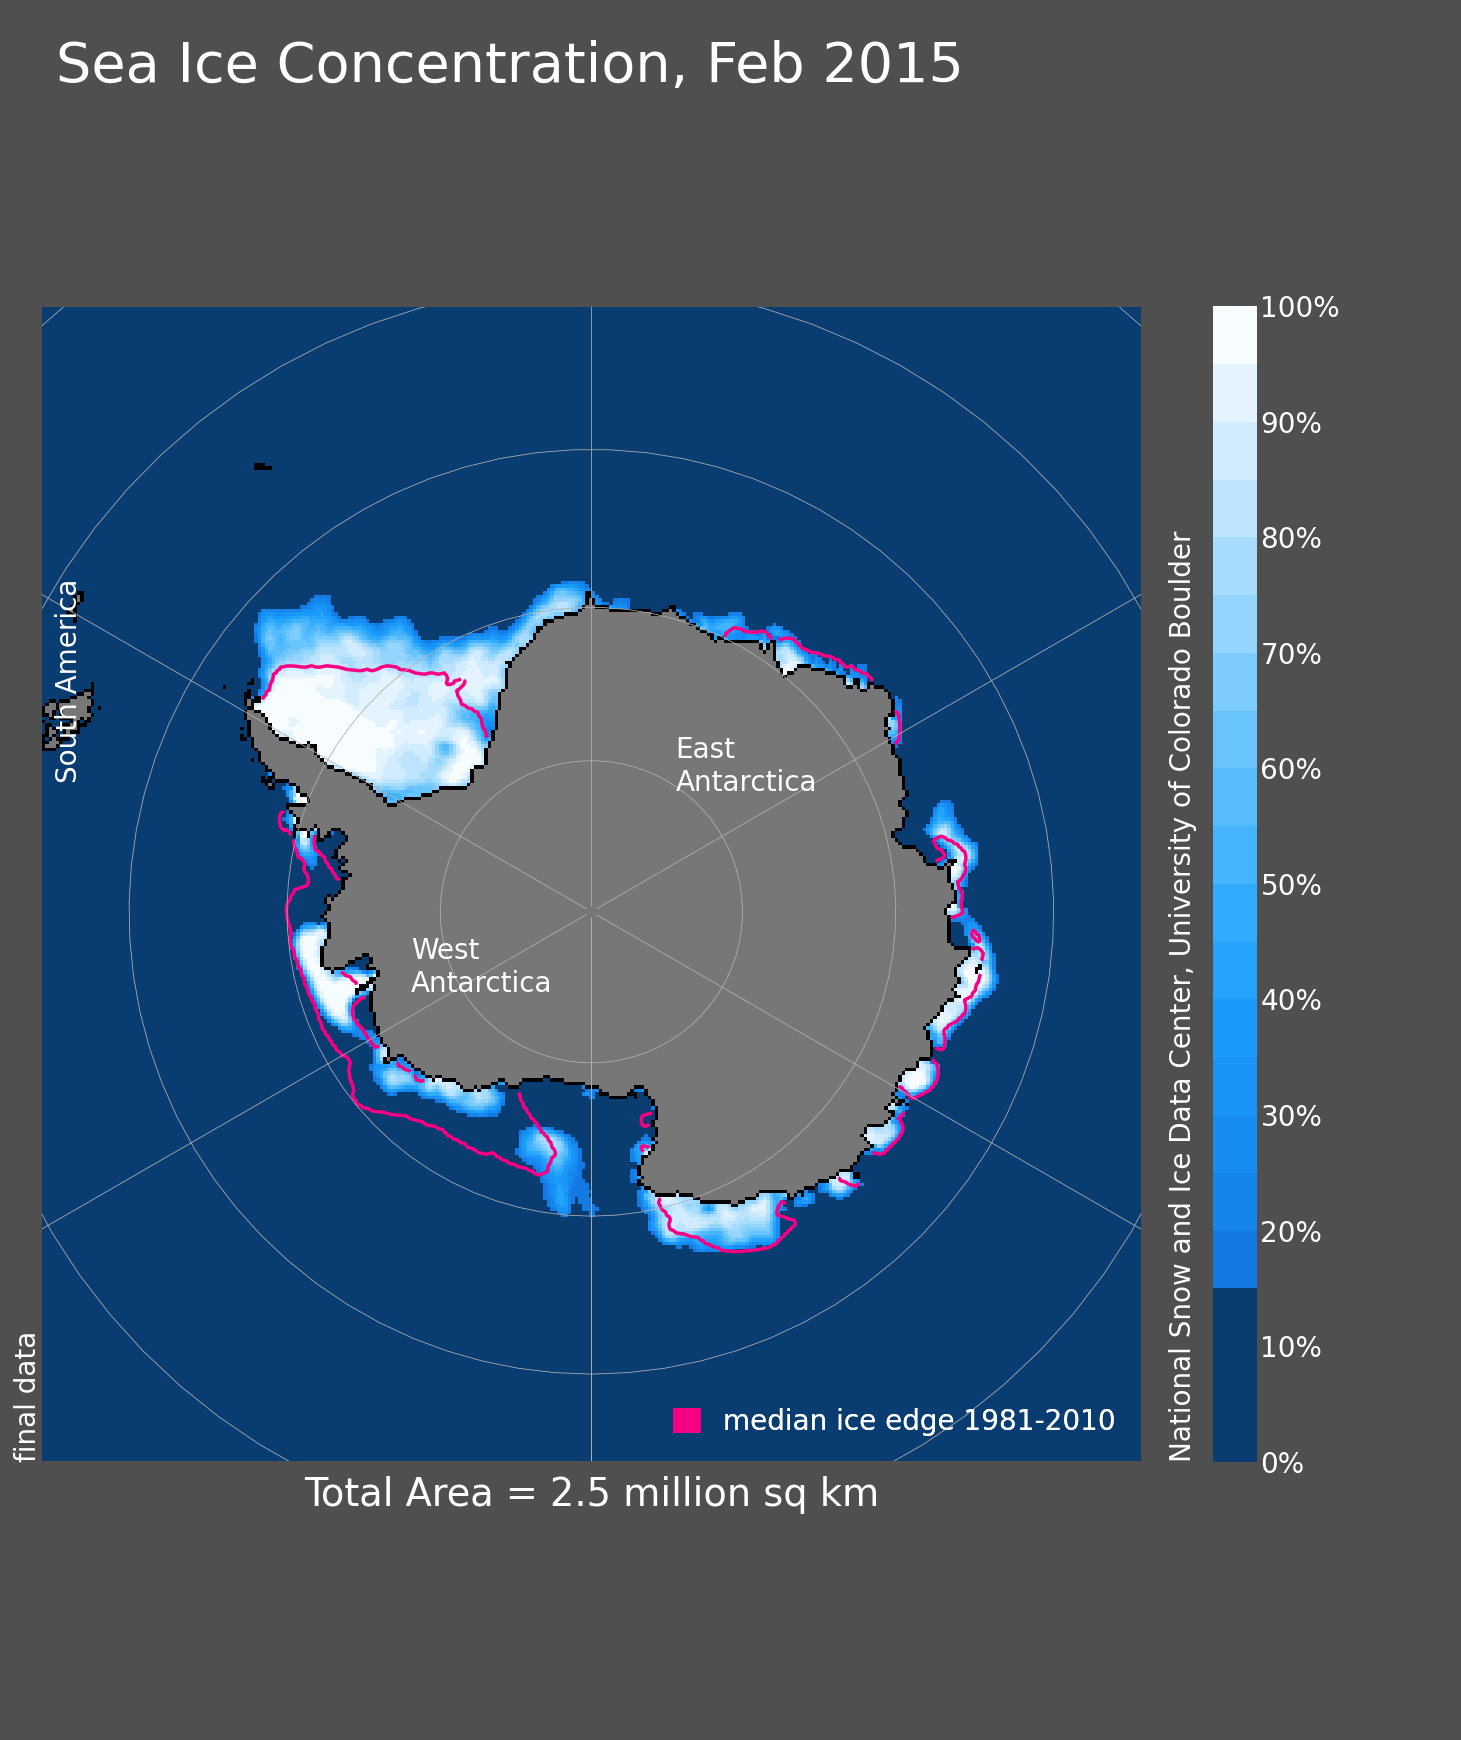 Sea Ice Concentration, Feb 2015
South America
East
Antarctica
West
Antarctica
median ice edge 1981-2010
final data
Total Area = 2.5 million sq km
National Snow and Ice Data Center, University of Colorado Boulder
100%
90%
80%
70%
60%
50%
40%
30%
20%
10%
0%